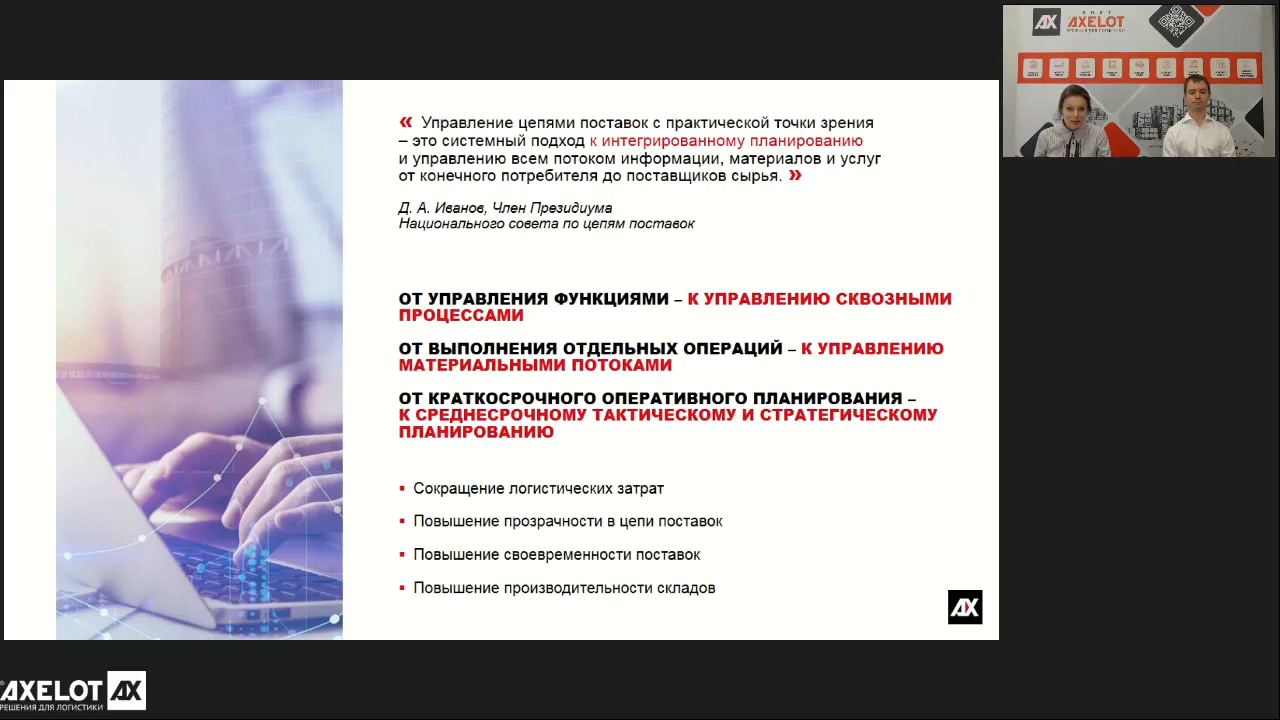 « Управление цепями поставок с практической точки зрения
– это системный подход к интегрированному планированию
и управлению всем потоком информации, материалов и услуг
от конечного потребителя до поставщиков сырья. »
Д. А. Иванов, Член Президиума
Национального совета по цепям поставок
ОТ УПРАВЛЕНИЯ ФУНКЦИЯМИ – К УПРАВЛЕНИЮ СКВОЗНЫМИ
ПРОЦЕССАМИ
ОТ ВЫПОЛНЕНИЯ ОТДЕЛЬНЫХ ОПЕРАЦИЙ – К УПРАВЛЕНИЮ
МАТЕРИАЛЬНЫМИ ПОТОКАМИ
ОТ КРАТКОСРОЧНОГО ОПЕРАТИВНОГО ПЛАНИРОВАНИЯ –
К СРЕДНЕСРОЧНОМУ ТАКТИЧЕСКОМУ И СТРАТЕГИЧЕСКОМУ
ПЛАНИРОВАНИЮ
▪ Сокращение логистических затрат
▪ Повышение прозрачности в цепи поставок
▪ Повышение своевременности поставок
▪ Повышение производительности складов
AX
AX
AXELOT
РЕШЕНИЯ ДЛЯ ЛОГИСТИКИ
AXELOT AX
РЕШЕНИЯ ДЛЯ ЛОГИСТИКИ